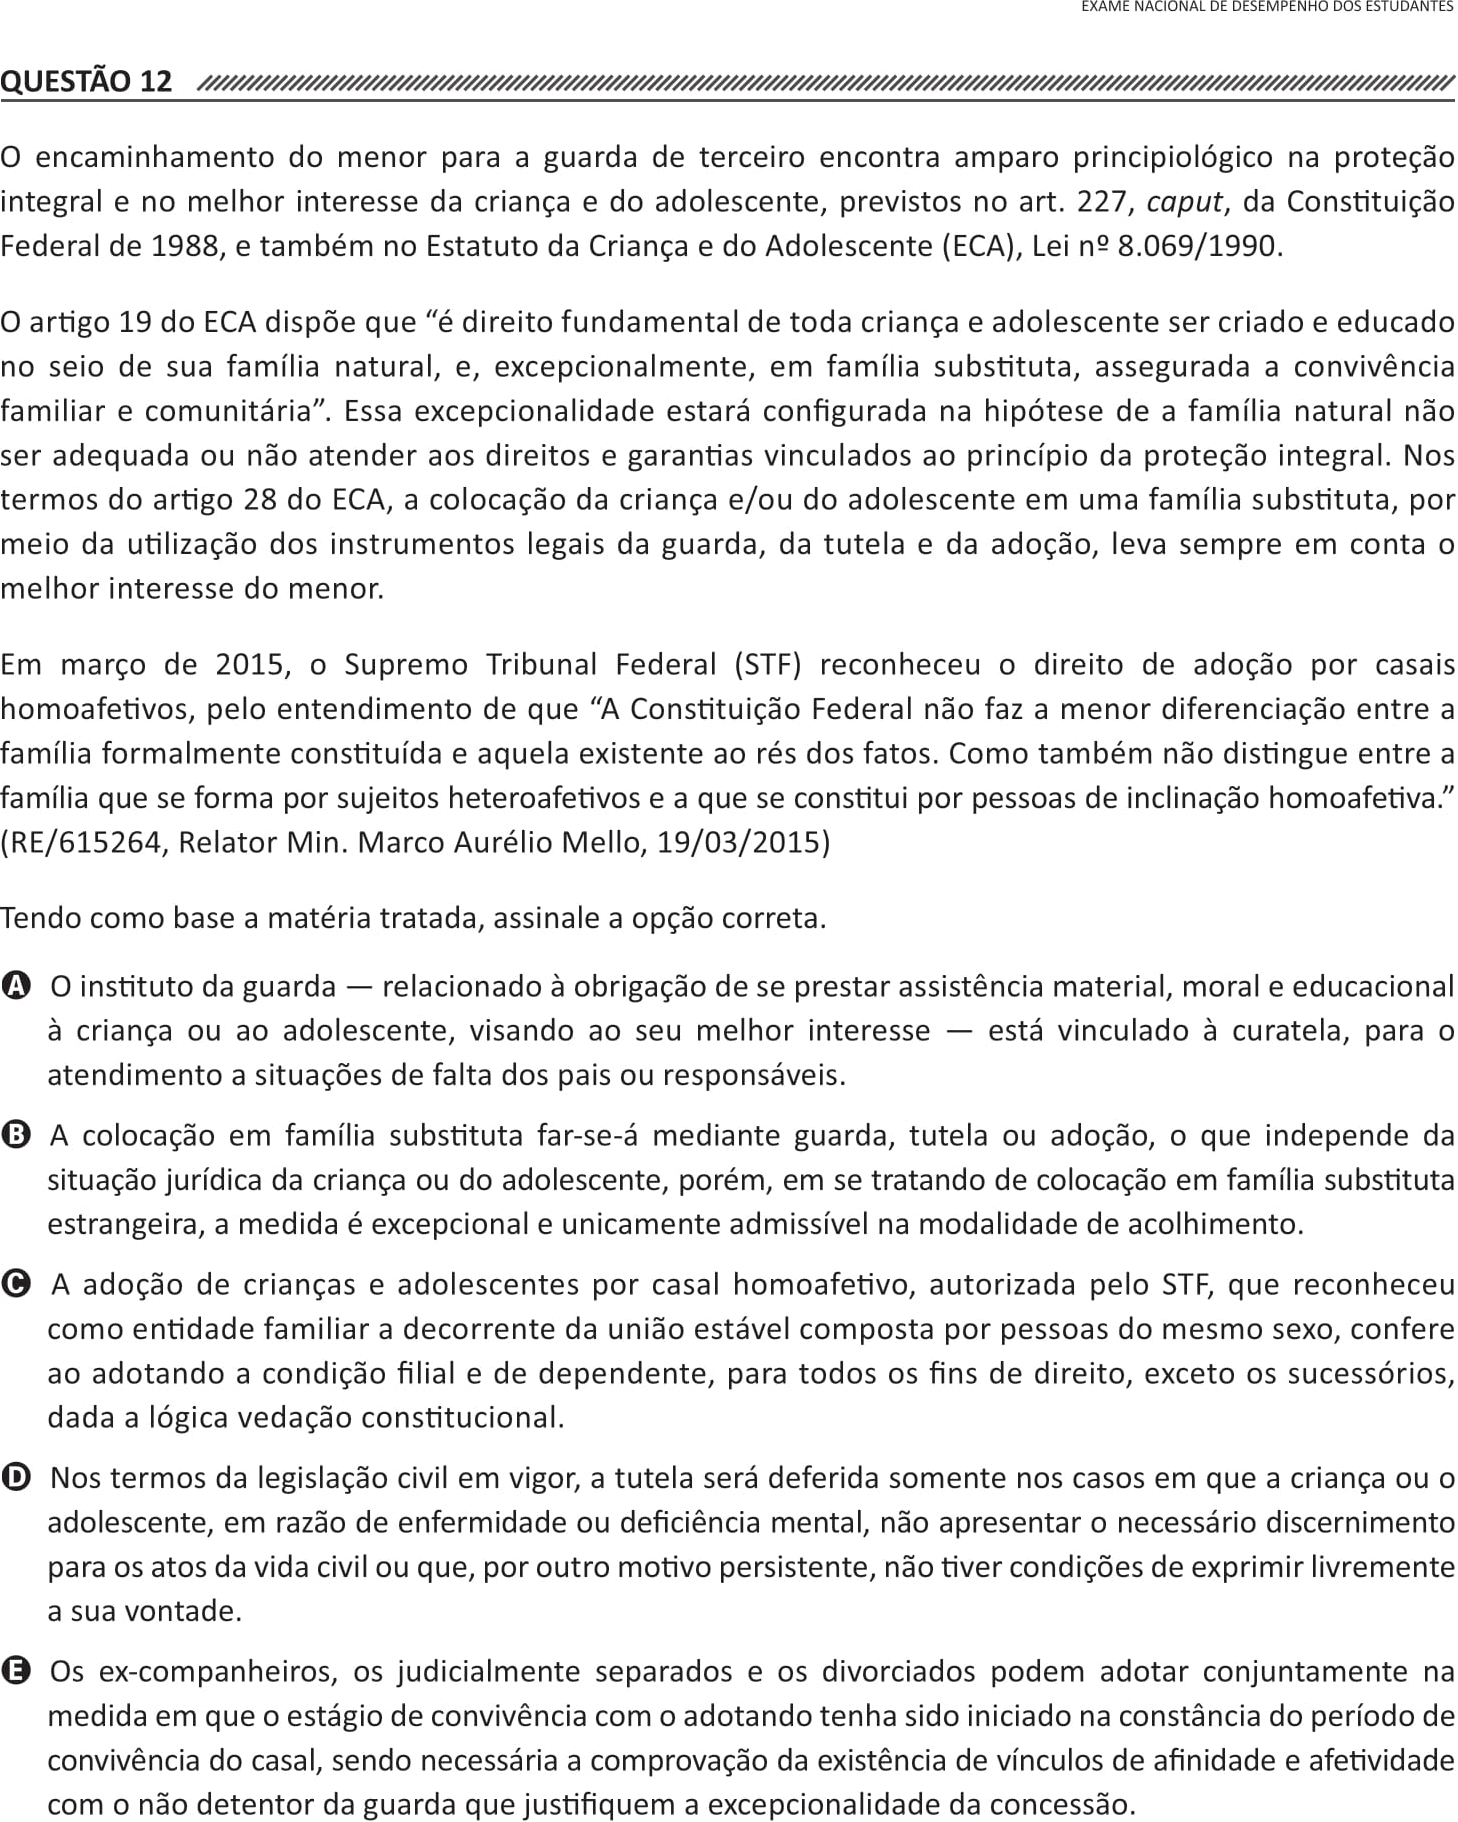 EXAME NACIONAL DE DESEMPENHO DOS ESTUDANTES
QUESTÃO 12
O encaminhamento do menor para a guarda de terceiro encontra amparo principiológico na proteção
integral e no melhor interesse da criança e do adolescente, previstos no art. 227, caput, da Constituição
Federal de 1988, e também no Estatuto da Criança e do Adolescente (ECA), Lei nº 8.069/1990.
O artigo 19 do ECA dispõe que “é direito fundamental de toda criança e adolescente ser criado e educado
no seio de sua família natural, e, excepcionalmente, em família substituta, assegurada a convivência
familiar e comunitária”. Essa excepcionalidade estará configurada na hipótese de a família natural não
ser adequada ou não atender aos direitos e garantias vinculados ao princípio da proteção integral. Nos
termos do artigo 28 do ECA, a colocação da criança e/ou do adolescente em uma família substituta, por
meio da utilização dos instrumentos legais da guarda, da tutela e da adoção, leva sempre em conta o
melhor interesse do menor.
Em março de 2015, o Supremo Tribunal Federal (STF) reconheceu o direito de adoção por casais
homoafetivos, pelo entendimento de que “A Constituição Federal não faz a menor diferenciação entre a
família formalmente constituída e aquela existente ao rés dos fatos. Como também não distingue entre a
família que se forma por sujeitos heteroafetivos e a que se constitui por pessoas de inclinação homoafetiva.”
(RE/615264, Relator Min. Marco Aurélio Mello, 19/03/2015)
Tendo como base a matéria tratada, assinale a opção correta.
A O instituto da guarda — relacionado à obrigação de se prestar assistência material, moral e educacional
à criança ou ao adolescente, visando ao seu melhor interesse — está vinculado à curatela, para o
atendimento a situações de falta dos pais ou responsáveis.
B A colocação em família substituta far-se-á mediante guarda, tutela ou adoção, o que independe da
situação jurídica da criança ou do adolescente, porém, em se tratando de colocação em família substituta
estrangeira, a medida é excepcional e unicamente admissível na modalidade de acolhimento.
C A adoção de crianças e adolescentes por casal homoafetivo, autorizada pelo STF, que reconheceu
como entidade familiar a decorrente da união estável composta por pessoas do mesmo sexo, confere
ao adotando a condição filial e de dependente, para todos os fins de direito, exceto os sucessórios,
dada a lógica vedação constitucional.
D Nos termos da legislação civil em vigor, a tutela será deferida somente nos casos em que a criança ou o
adolescente, em razão de enfermidade ou deficiência mental, não apresentar o necessário discernimento
para os atos da vida civil ou que, por outro motivo persistente, não tiver condições de exprimir livremente
a sua vontade.
E Os ex-companheiros, os judicialmente separados e os divorciados podem adotar conjuntamente na
medida em que o estágio de convivência com o adotando tenha sido iniciado na constância do período de
convivência do casal, sendo necessária a comprovação da existência de vínculos de afinidade e afetividade
com o não detentor da guarda que justifiquem a excepcionalidade da concessão.